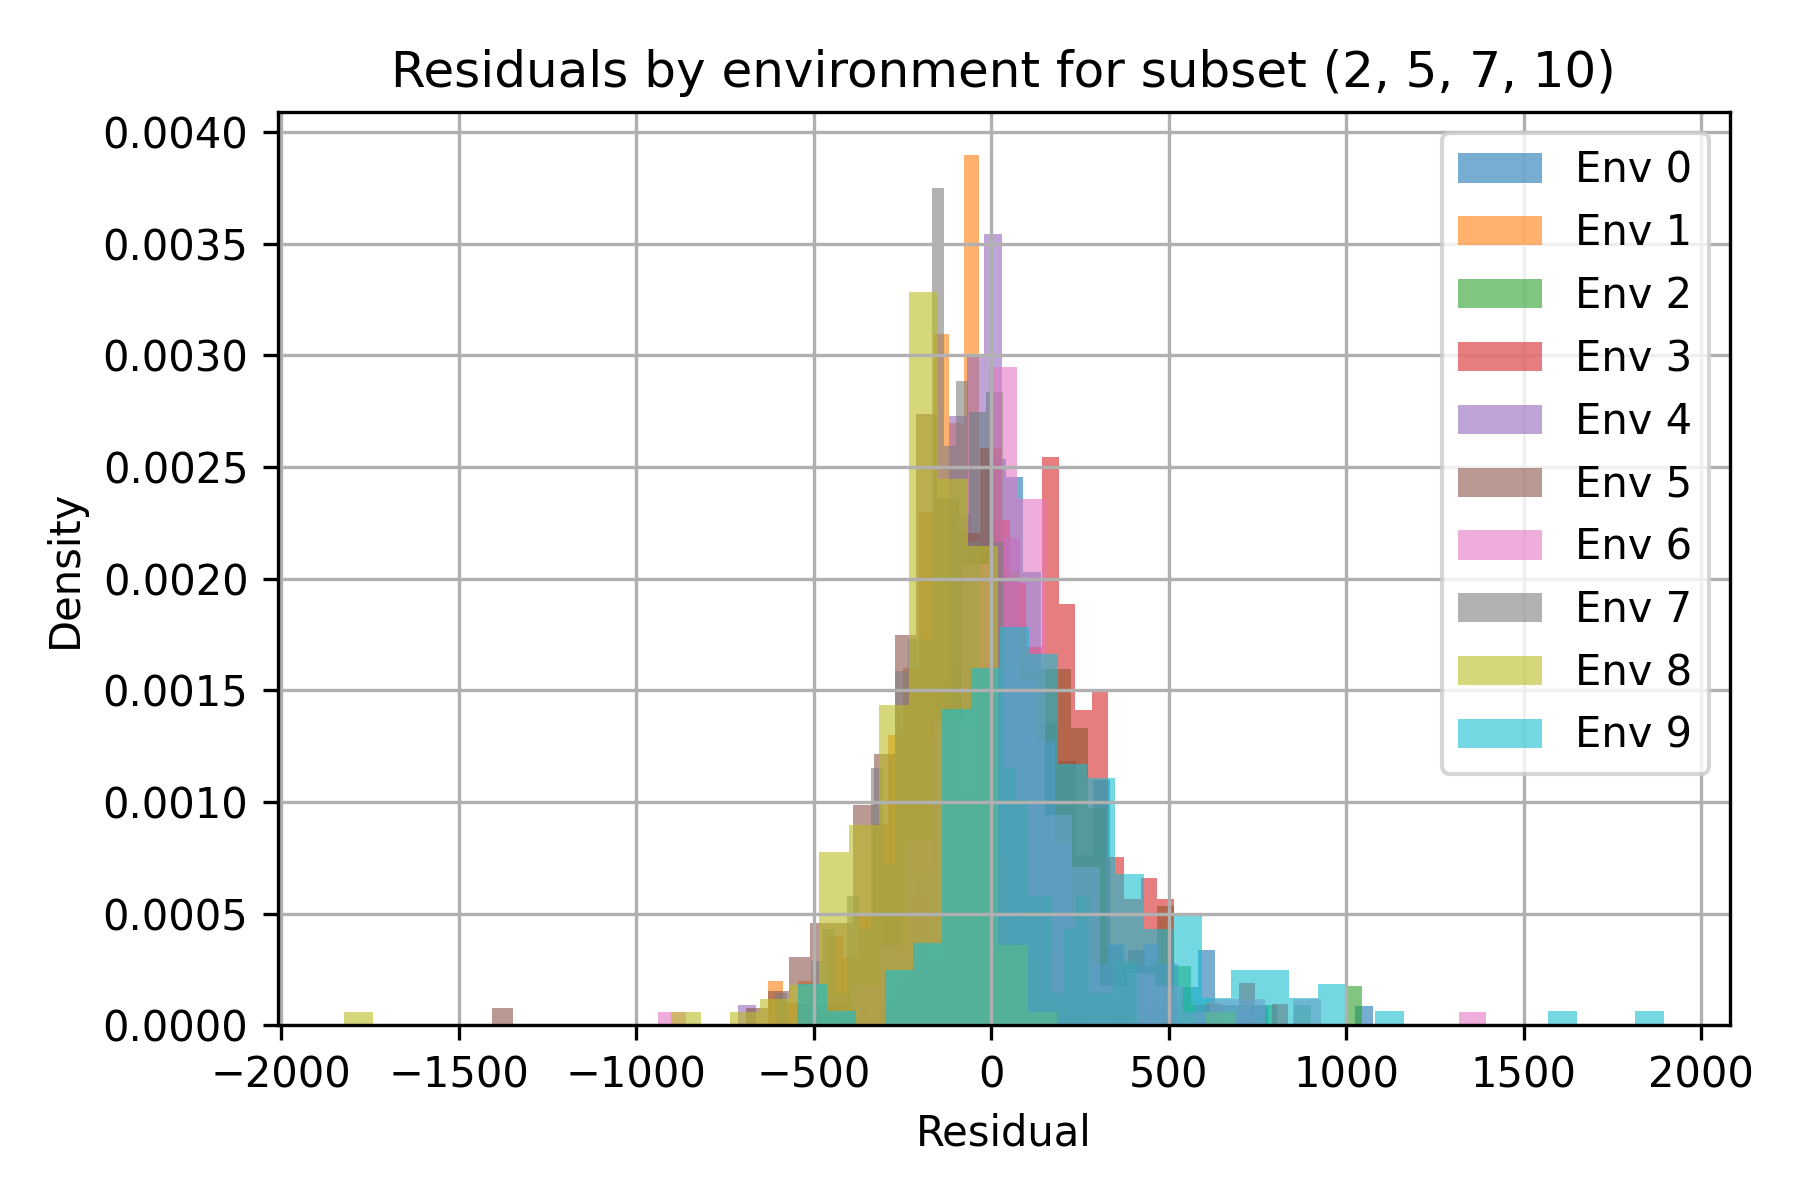 Residuals by environment for subset (2, 5, 7, 10)
0.0040
0.0035
0.0030
0.0025
0.0020
0.0015
0.0010
0.0005
0.0000
Density
Env 0
Env 1
Env 2
Env 3
Env 4
Env 5
Env 6
Env 7
Env 8
Env 9
−2000 −1500 −1000 −500 0 500 1000 1500 2000
Residual